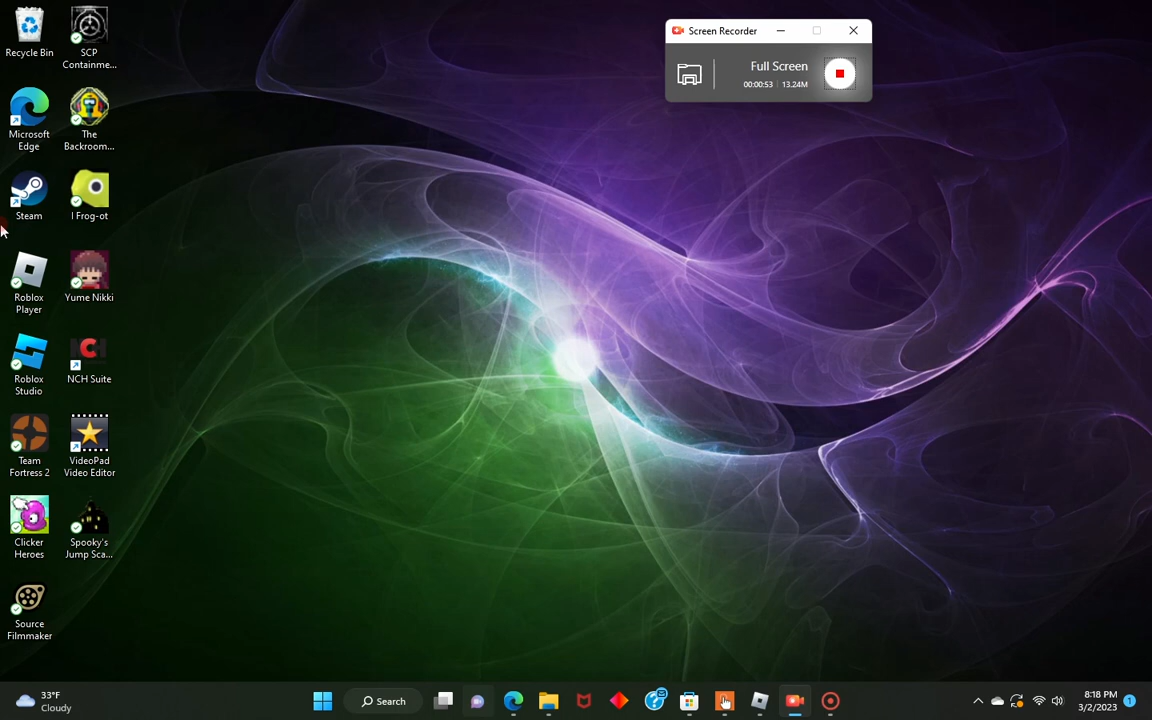 Recycle Bin
SCP
Containme...
Microsoft
Edge
The
Backroom...
Steam
I Frog-ot
Roblox
Player
Yume Nikki
Roblox
Studio
NCH
NCH Suite
Team
Fortress 2
VideoPad
Video Editor
Clicker
Heroes
Spooky's
Jump Sca...
Source
Filmmaker
Screen Recorder
Full Screen
00:00:53 | 13.24M
33°F
Cloudy
Search
8:18 PM
3/2/2023
1